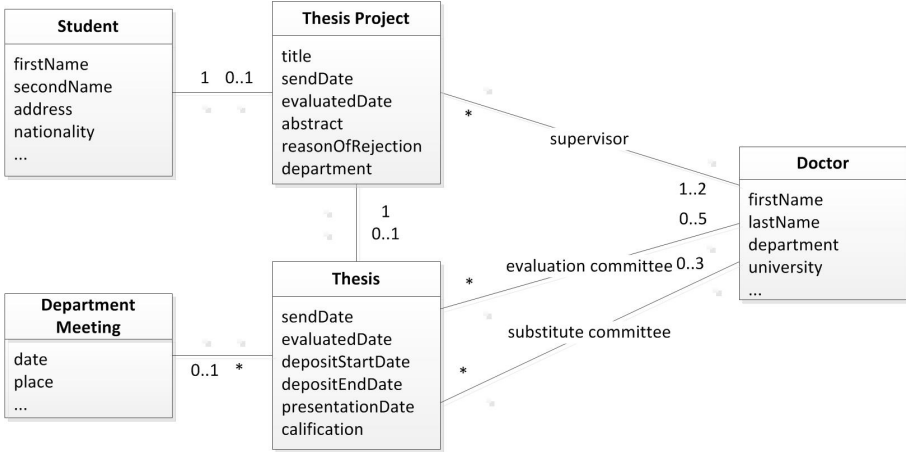 Student
firstName
secondName
address
nationality
...
1 0..1
Thesis Project
title
sendDate
evaluatedDate
abstract
reasonOfRejection
department
*
supervisor
1..2
Doctor
firstName
lastName
department
university
...
1
0..1
0..5
evaluation committee
*
0..3
substitute committee
*
Thesis
sendDate
evaluatedDate
depositStartDate
depositEndDate
presentationDate
calification
Department
Meeting
date
place
...
0..1 *